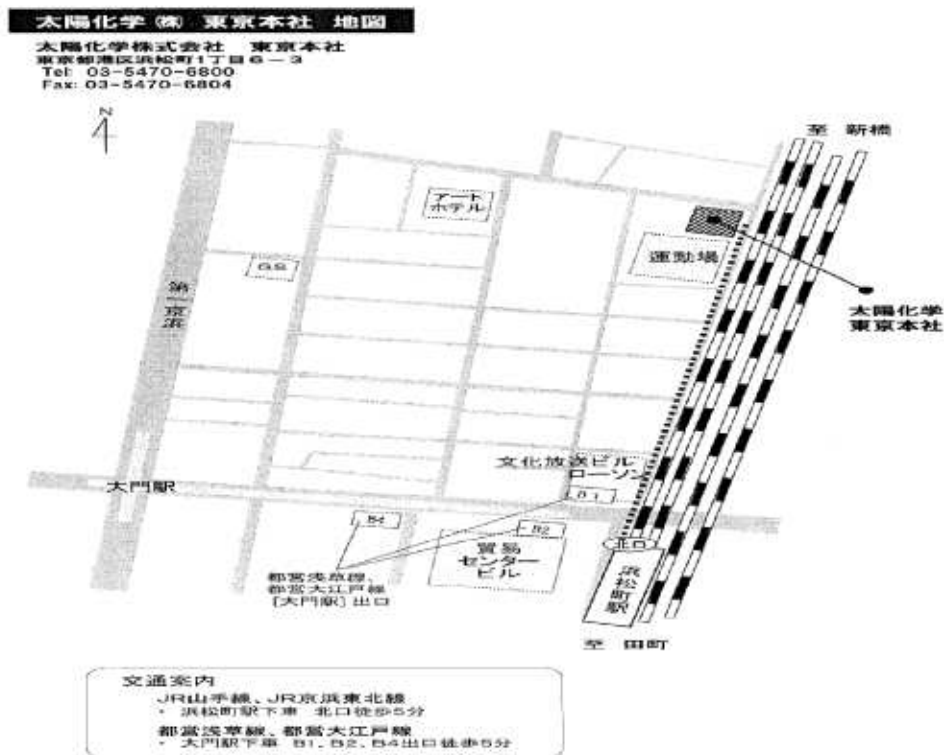 太陽化学 ㈱ 東京本社 地図
太陽化学株式会社 東京本社
東京都港区浜松町1丁目6－3
Tel: 03-5470-6800
Fax: 03-5470-6804
N
至 新橋
アート
ホテル
運動場
GS
第一京浜
太陽化学
東京本社
文化放送ビル
ローソン
B1
大門駅
B4
B2
北口
貿易
センター
ビル
浜松町駅
都営浅草線、
都営大江戸線
[大門駅] 出口
至 田町
交通案内
JR山手線、JR京浜東北線
・ 浜松町駅下車 北口徒歩5分
都営浅草線、都営大江戸線
・ 大門駅下車 B1、B2、B4出口徒歩5分